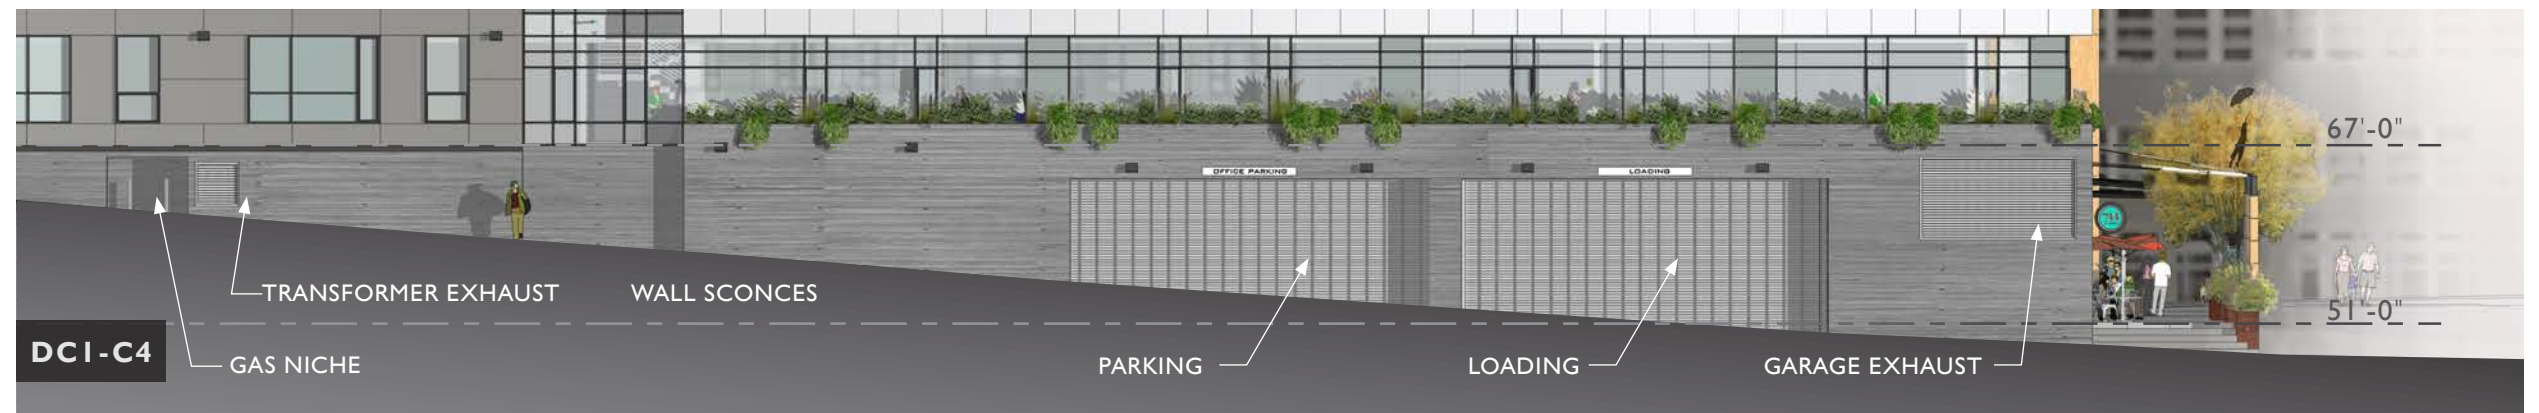 OFFICE PARKING
LOADING
67'-0"
TRANSFORMER EXHAUST
WALL SCONCES
51'-0"
DC1-C4
GAS NICHE
PARKING
LOADING
GARAGE EXHAUST